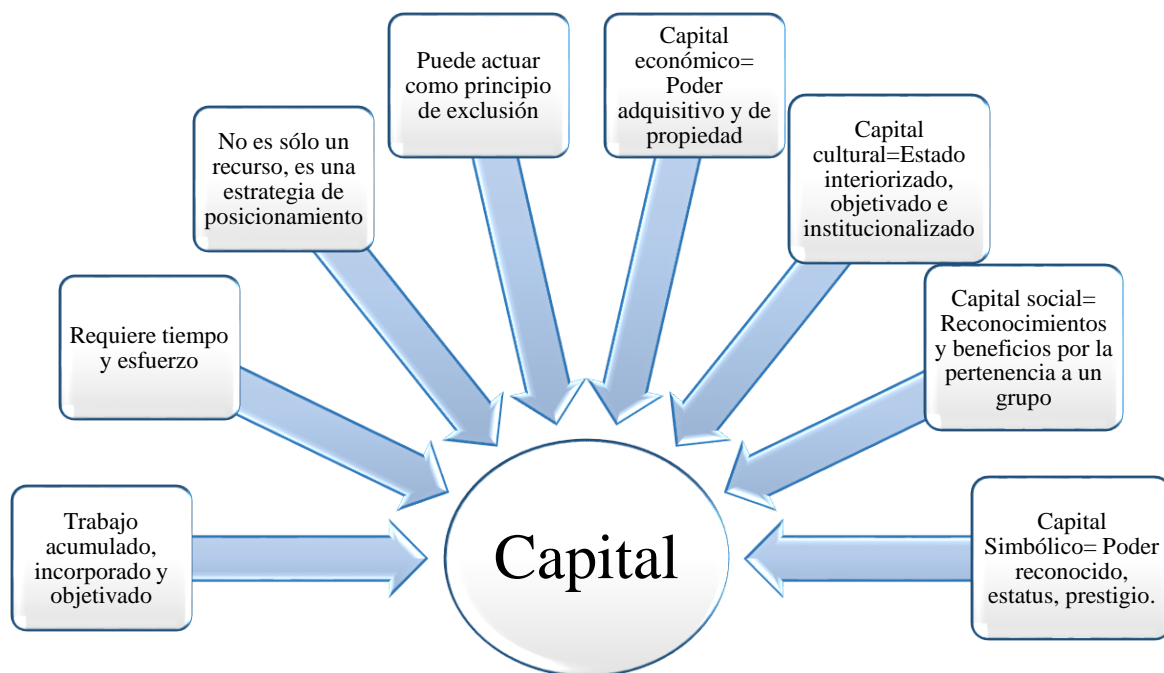 Puede actuar
como principio
de exclusión
Capital
económico=
Poder
adquisitivo y de
propiedad
No es sólo un
recurso, es una
estrategia de
posicionamiento
Capital
cultural=Estado
interiorizado,
objetivado e
institucionalizado
Requiere tiempo
y esfuerzo
Capital social=
Reconocimientos
y beneficios por la
pertenencia a un
grupo
Trabajo
acumulado,
incorporado y
objetivado
Capital
Capital
Simbólico= Poder
reconocido,
estatus, prestigio.